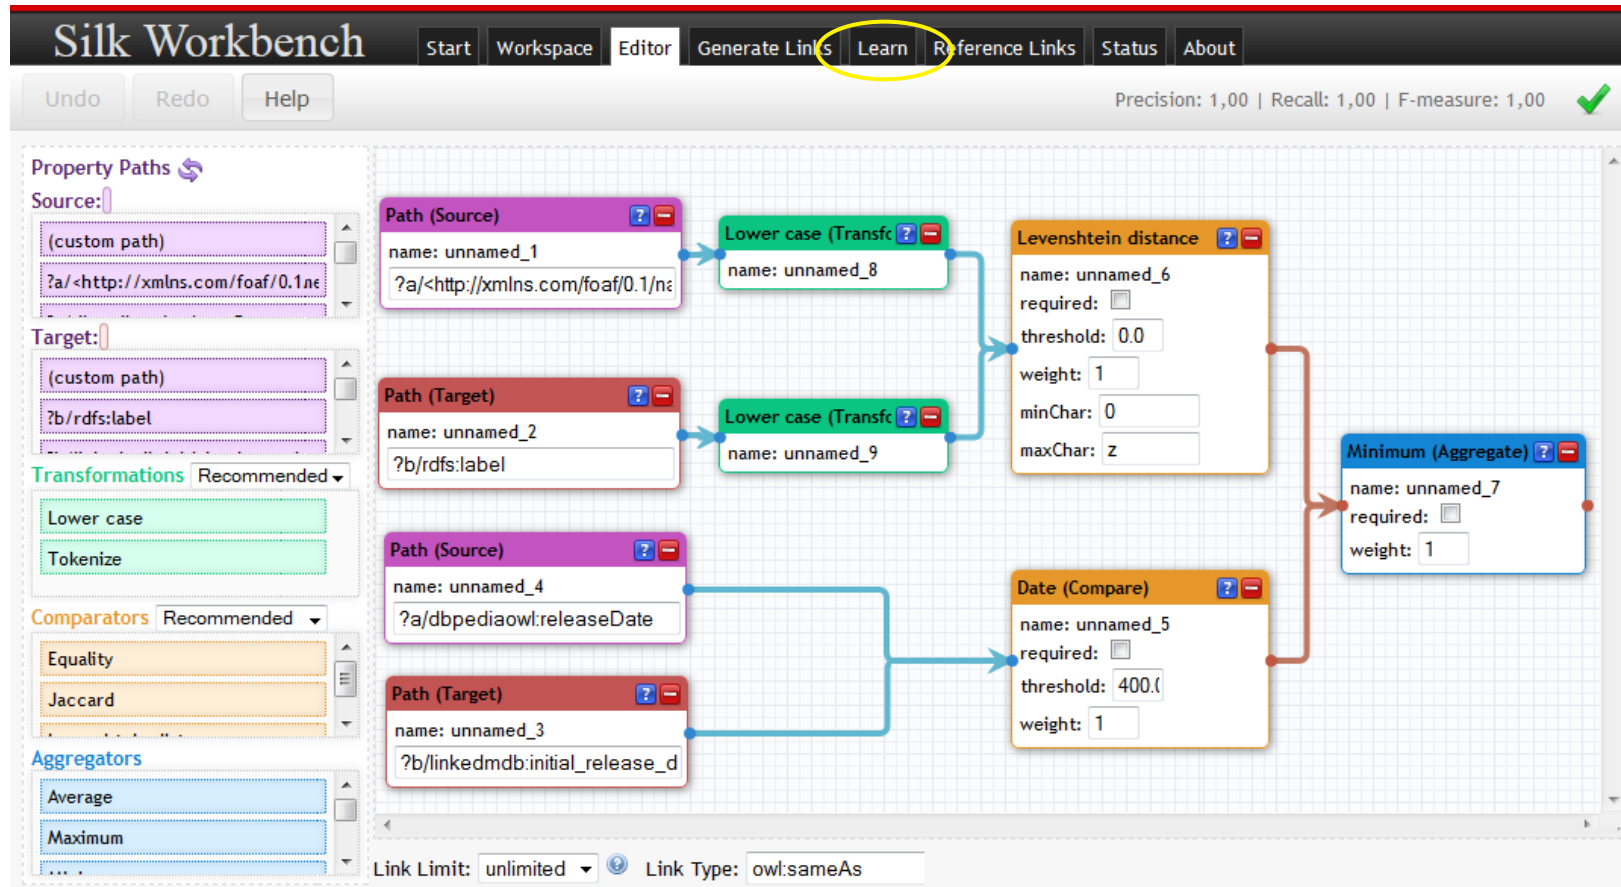 Silk Workbench
Start Workspace Editor Generate Links Learn Reference Links Status About
Undo Redo Help
Precision: 1,00 | Recall: 1,00 | F-measure: 1,00
Property Paths
Source:
(custom path)
?a/<http://xmlns.com/foaf/0.1
Target:
(custom path)
?b/rdfs:label
Transformations Recommended
Lower case
Tokenize
Comparators Recommended
Equality
Jaccard
Aggregators
Average
Maximum
Path (Source)
name: unnamed_1
?a/<http://xmlns.com/foaf/0.1/na
Path (Target)
name: unnamed_2
?b/rdfs:label
Path (Source)
name: unnamed_4
?a/dbpediaowl:releaseDate
Path (Target)
name: unnamed_3
?b/linkedmdb:initial_release_d
Lower case (Transfc
name: unnamed_8
Lower case (Transfc
name: unnamed_9
Levenshtein distance
name: unnamed_6
required:
threshold: 0.0
weight: 1
minChar: 0
maxChar: z
Date (Compare)
name: unnamed_5
required:
threshold: 400.(
weight: 1
Minimum (Aggregate)
name: unnamed_7
required:
weight: 1
Link Limit: unlimited Link Type: owl:sameAs